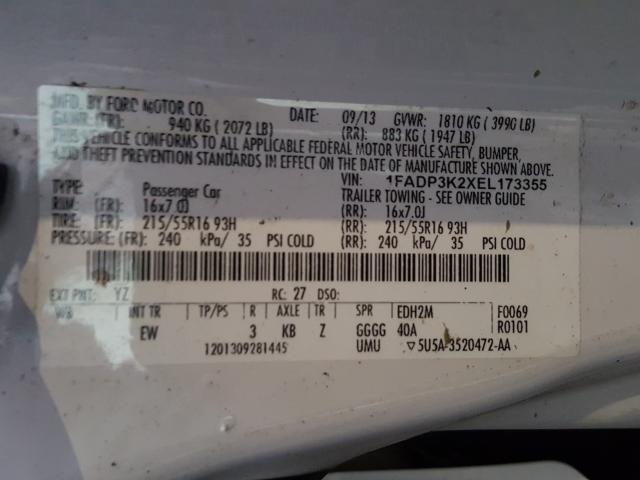 MFD. BY FORD MOTOR CO.
DATE: 09/13 GVWR: 1810 KG ( 3990 LB)
GAWR: (FR): 940 KG ( 2072 LB) (RR): 883 KG ( 1947 LB)
THIS VEHICLE CONFORMS TO ALL APPLICABLE FEDERAL MOTOR VEHICLE SAFETY, BUMPER,
AND THEFT PREVENTION STANDARDS IN EFFECT ON THE DATE OF MANUFACTURE SHOWN ABOVE.
VIN: 1FADP3K2XEL173355
TYPE: Passenger Car TRAILER TOWING - SEE OWNER GUIDE
RIM: (FR): 16x7.0J (RR): 16x7.0J
TIRE: (FR): 215/55R16 93H (RR): 215/55R16 93H
PRESSURE: (FR): 240 kPa/ 35 PSI COLD (RR): 240 kPa/ 35 PSI COLD
EXT PNT: YZ RC: 27 DSO:
WB INT TR TP/PS R AXLE TR SPR EDH2M F0069
EW 3 KB Z GGGG 40A R0101
1201309281445 UMU ▽5U5A-3520472-AA